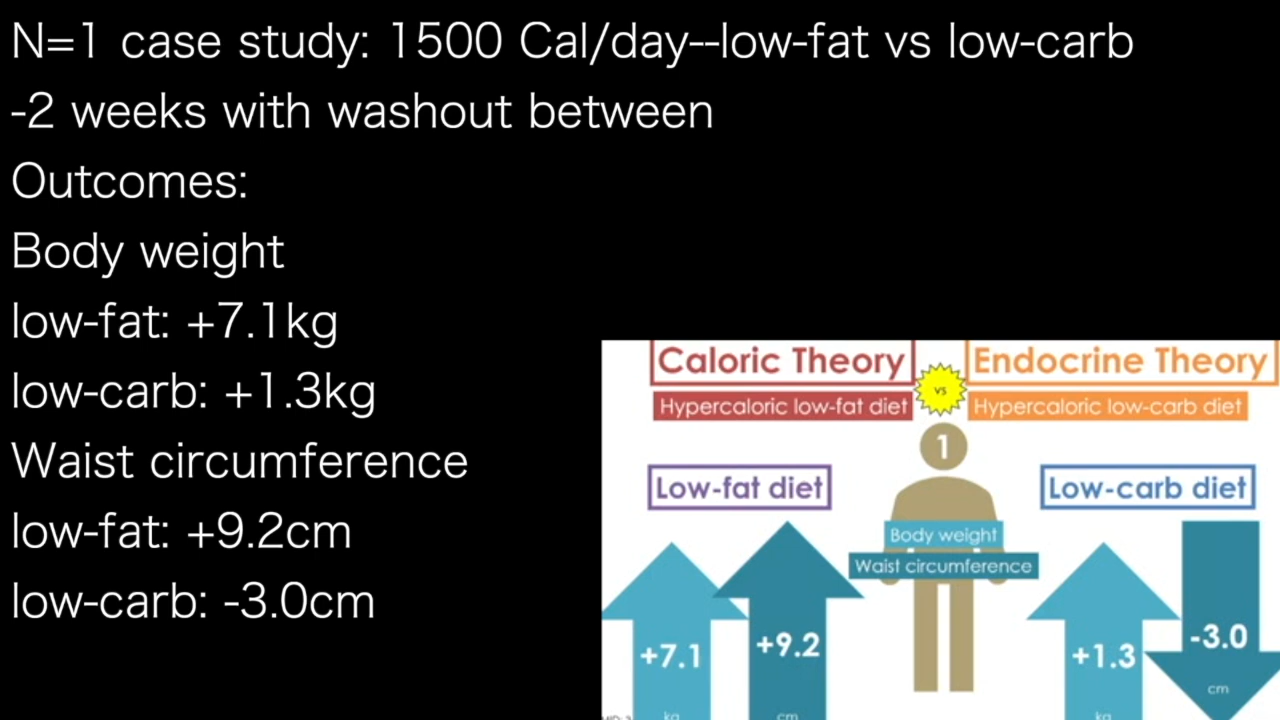 N=1 case study: 1500 Cal/day--low-fat vs low-carb
-2 weeks with washout between
Outcomes:
Body weight
low-fat: +7.1kg
low-carb: +1.3kg
Waist circumference
low-fat: +9.2cm
low-carb: -3.0cm
Caloric Theory
vs
Endocrine Theory
Hypercaloric low-fat diet
Hypercaloric low-carb diet
1
Low-fat diet
Low-carb diet
Body weight
Waist circumference
+7.1
+9.2
+1.3
-3.0
kg
cm
kg
cm